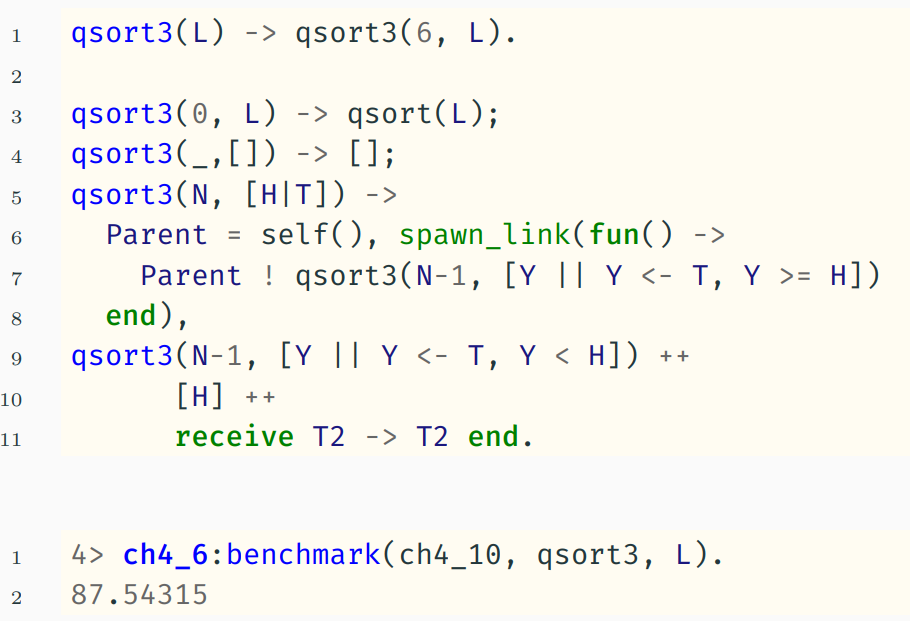 1 qsort3(L) -> qsort3(6, L).
2
3 qsort3(0, L) -> qsort(L);
4 qsort3(_,[]) -> [];
5 qsort3(N, [H|T]) ->
6   Parent = self(), spawn_link(fun() ->
7     Parent ! qsort3(N-1, [Y || Y <- T, Y >= H])
8   end),
9 qsort3(N-1, [Y || Y <- T, Y < H]) ++
10       [H] ++
11       receive T2 -> T2 end.
1 4> ch4_6:benchmark(ch4_10, qsort3, L).
2 87.54315